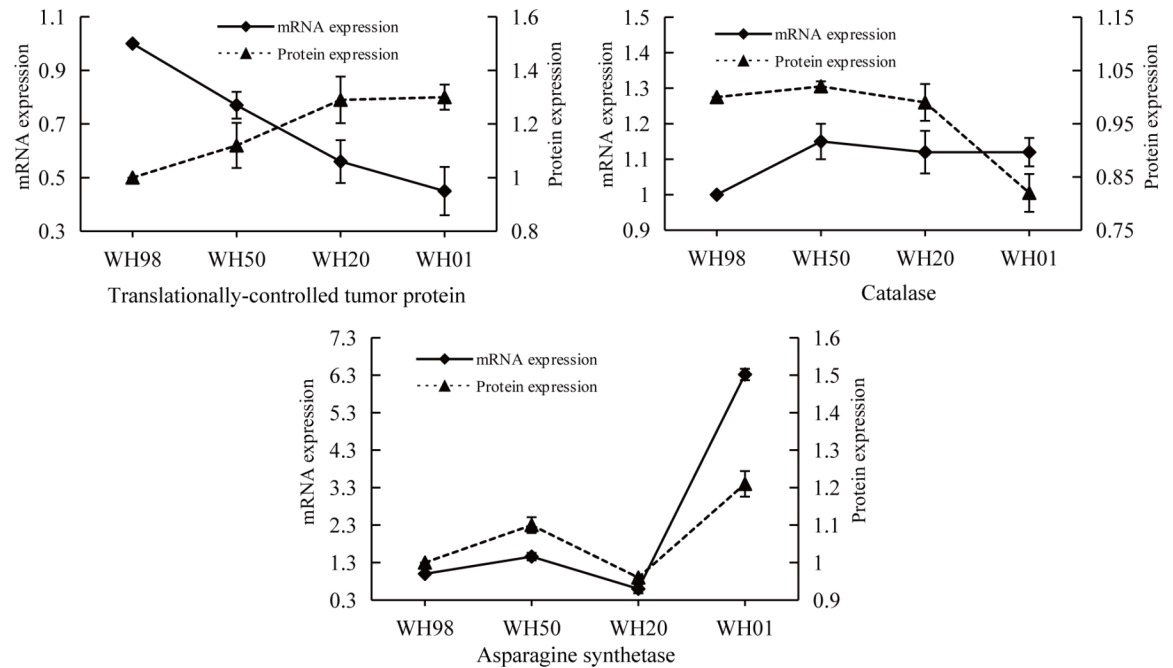 mRNA expression
1.1
0.9
0.7
0.5
0.3
mRNA expression
Protein expression
1.6
1.4
1.2
1
0.8
Protein expression
WH98 WH50 WH20 WH01
Translationally-controlled tumor protein
mRNA expression
1.5
1.4
1.3
1.2
1.1
1
0.9
mRNA expression
Protein expression
1.15
1.05
0.95
0.85
0.75
Protein expression
WH98 WH50 WH20 WH01
Catalase
mRNA expression
7.3
6.3
5.3
4.3
3.3
2.3
1.3
0.3
mRNA expression
Protein expression
1.6
1.5
1.4
1.3
1.2
1.1
1
0.9
Protein expression
WH98 WH50 WH20 WH01
Asparagine synthetase